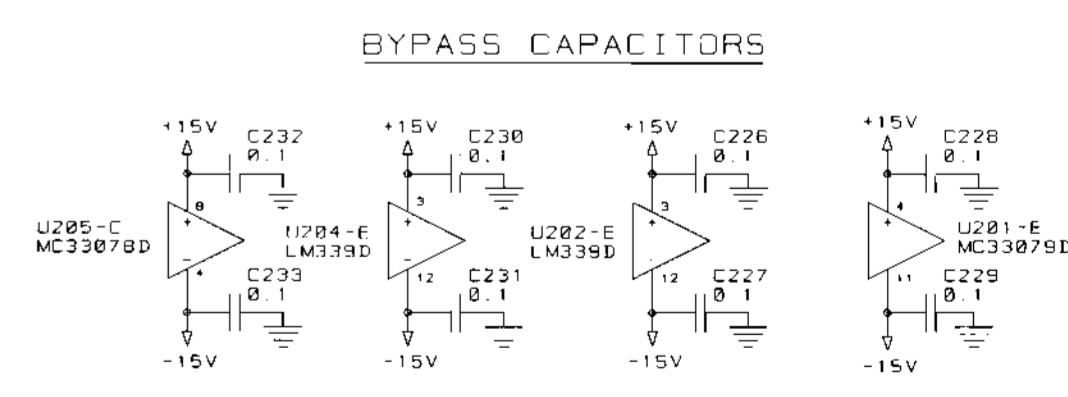 BYPASS CAPACITORS
+15V
C232
0.1
8
+
U205-C
MC33078D
-
4
C233
0.1
-15V
+15V
C230
0.1
3
+
U204-E
LM339D
-
12
C231
0.1
-15V
+15V
C226
0.1
3
+
U202-E
LM339D
12
C227
0 1
-15V
+15V
C228
0.1
4
+
U201-E
MC33079D
11
C229
0.1
-15V